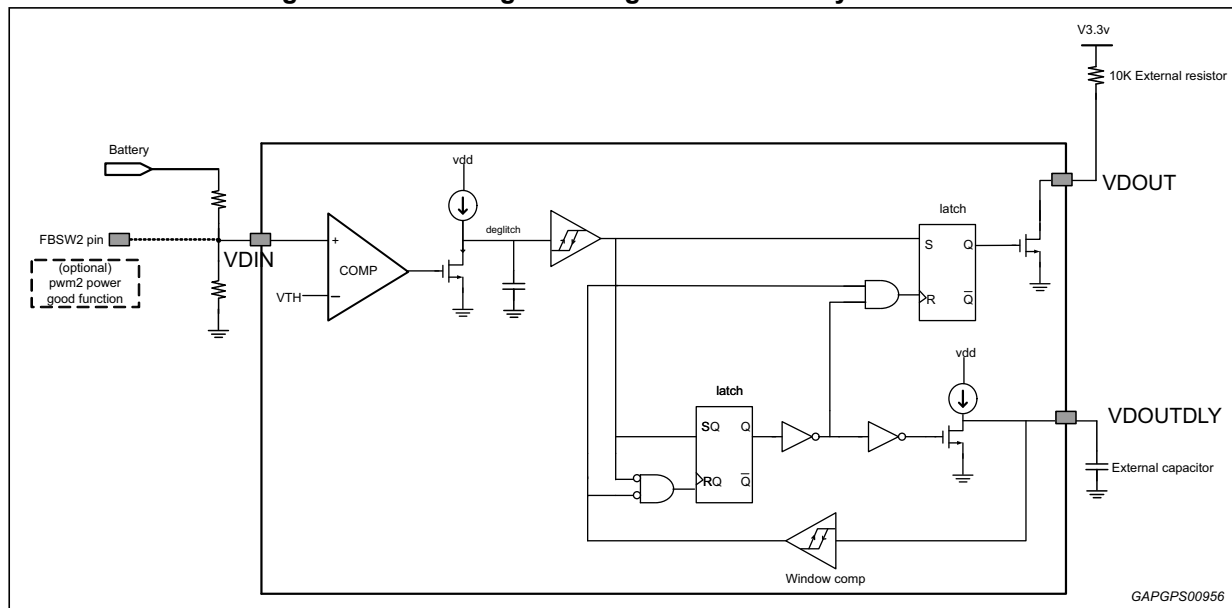 V3.3v
10K External resistor
Battery
vdd
VDOUT
latch
deglitch
S Q
FBSW2 pin
VDIN
+
COMP
(optional)
pwm2 power
good function
VTH
−
R Q
vdd
latch
VDOUTDLY
SQ Q
External capacitor
RQ Q
Window comp
GAPGPS00956